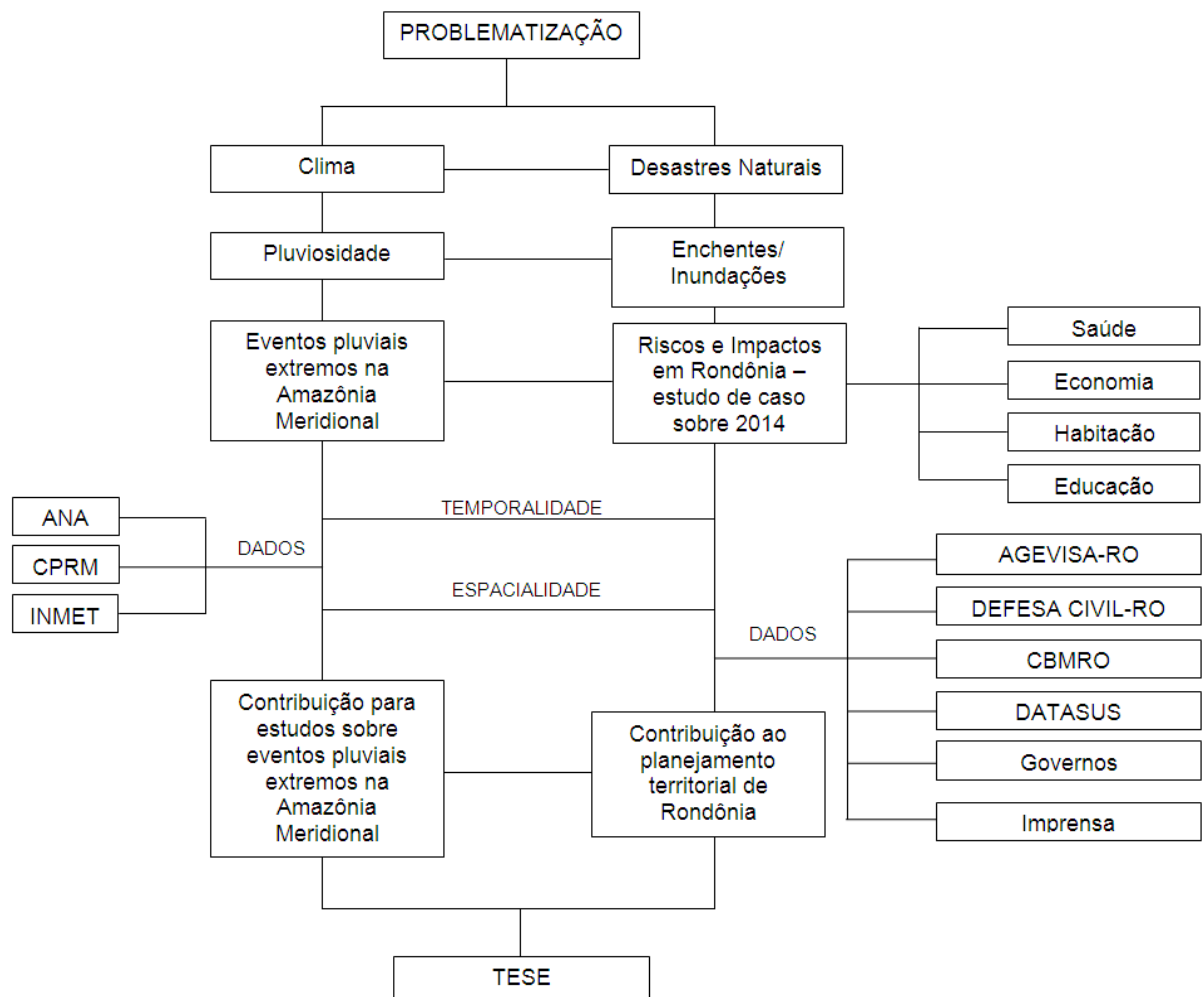 PROBLEMATIZAÇÃO
Clima
Desastres Naturais
Pluviosidade
Enchentes/
Inundações
Eventos pluviais
extremos na
Amazônia
Meridional
Riscos e Impactos
em Rondônia –
estudo de caso
sobre 2014
Saúde
Economia
Habitação
Educação
TEMPORALIDADE
ANA
CPRM
INMET
DADOS
ESPACIALIDADE
DADOS
AGEVISA-RO
DEFESA CIVIL-RO
CBMRO
DATASUS
Governos
Imprensa
Contribuição para
estudos sobre
eventos pluviais
extremos na
Amazônia
Meridional
Contribuição ao
planejamento
territorial de
Rondônia
TESE